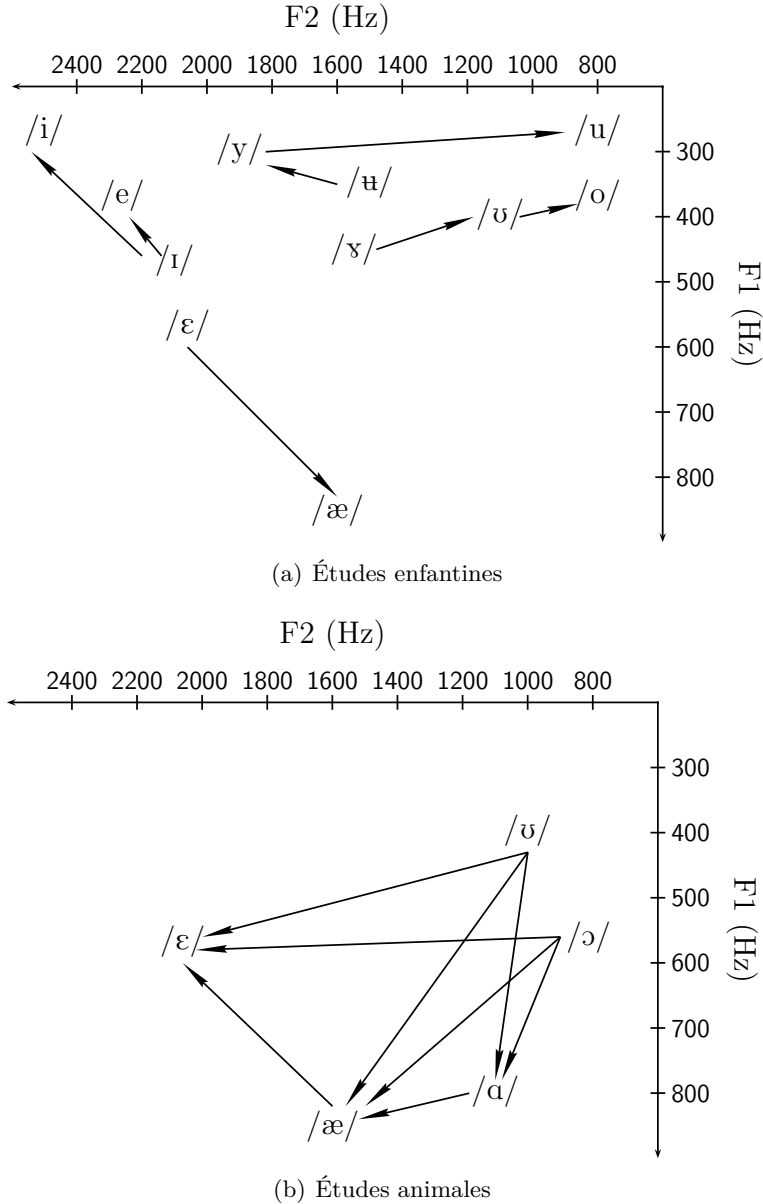 F2 (Hz)
2400 2200 2000 1800 1600 1400 1200 1000 800
/i/ /y/ /u/
300
/ʉ/
/e/ /o/
/ʊ/ 400
/ɪ/ /ɤ/
500
F1 (Hz)
/ɛ/
600
700
800
/æ/
(a) Études enfantines
F2 (Hz)
2400 2200 2000 1800 1600 1400 1200 1000 800
300
/ʊ/ 400
500
F1 (Hz)
/ɛ/ /ɔ/
600
700
/ɑ/ 800
/æ/
(b) Études animales